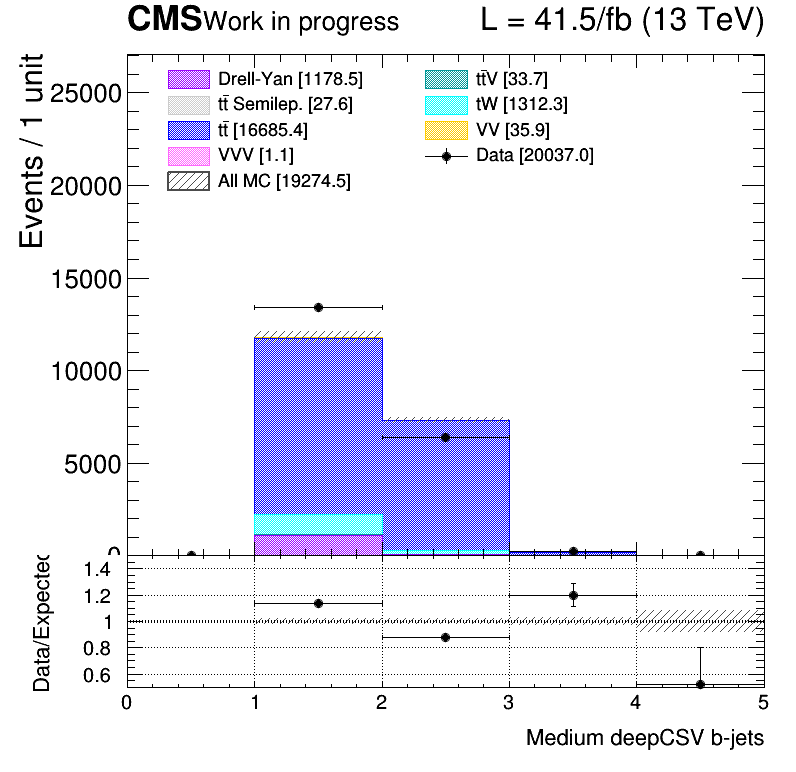 CMS Work in progress L = 41.5/fb (13 TeV)
Events / 1 unit
25000
20000
15000
10000
5000
0
Drell-Yan [1178.5]
tt̄ Semilep. [27.6]
tt̄ [16685.4]
VVV [1.1]
All MC [19274.5]
tt̄V [33.7]
tW [1312.3]
VV [35.9]
Data [20037.0]
Data/Expected
1.4
1.2
1
0.8
0.6
0 1 2 3 4 5
Medium deepCSV b-jets